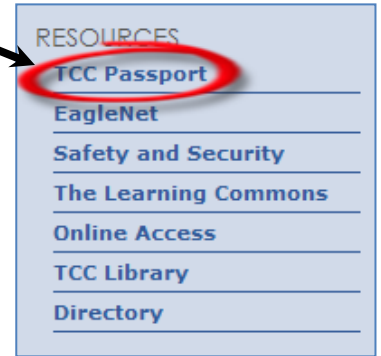 RESOURCES
TCC Passport
EagleNet
Safety and Security
The Learning Commons
Online Access
TCC Library
Directory